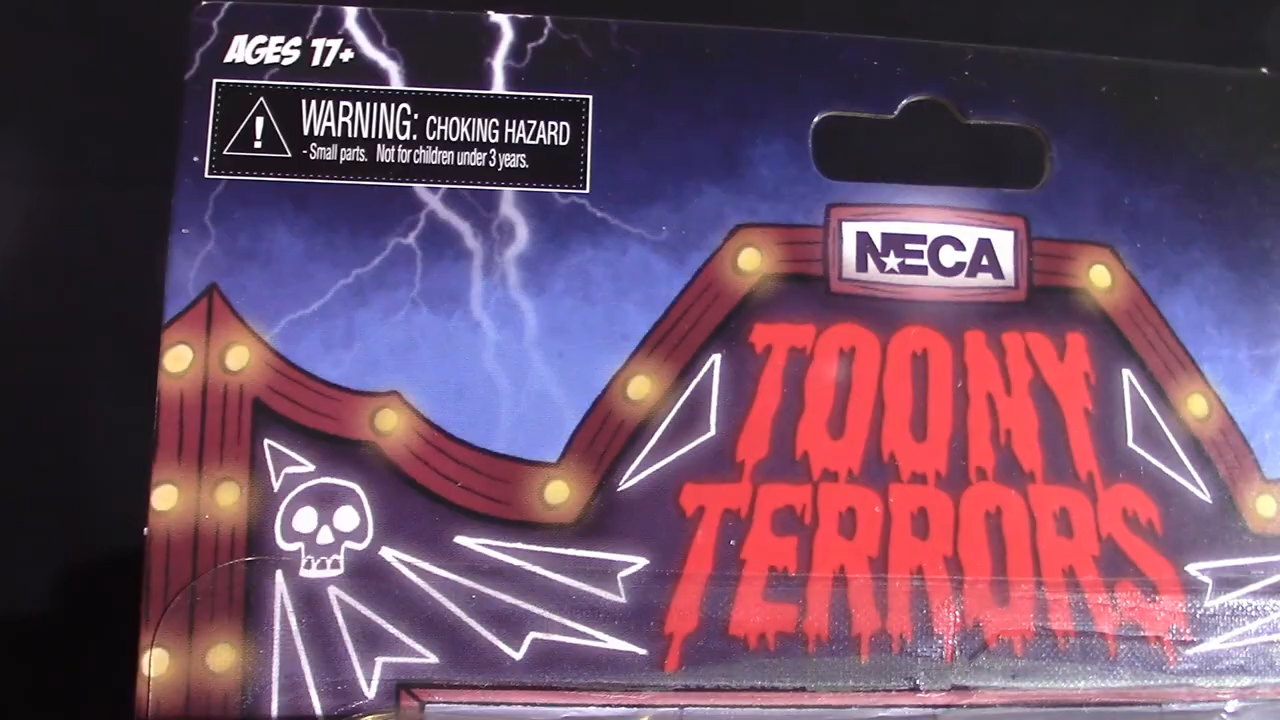 AGES 17+
WARNING: CHOKING HAZARD
- Small parts. Not for children under 3 years.
NECA
TOONY
TERRORS